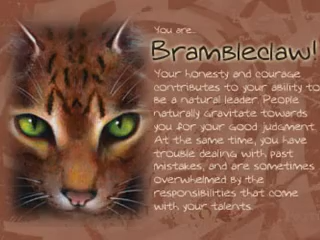 You are...
Brambleclaw!
Your honesty and courage
contributes to your ability to
be a natural leader. People
naturally gravitate towards
you for your good judgment.
At the same time, you have
trouble dealing with past
mistakes, and are sometimes
overwhelmed by the
responsibilities that come
with your talents.